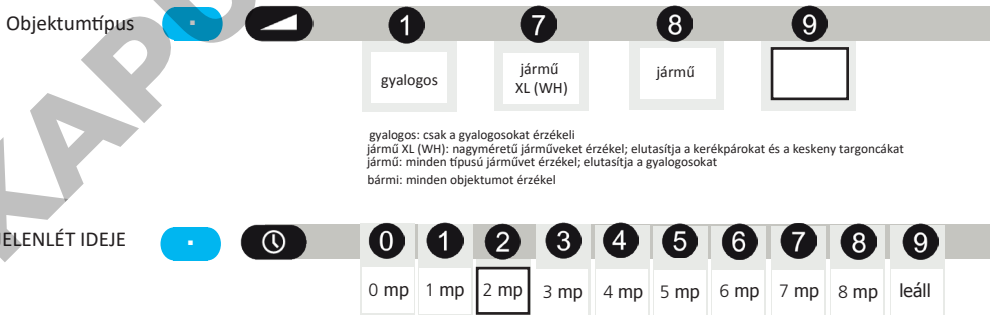 Objektumtípus 1 7 8 9
gyalogos
jármű
XL (WH)
jármű
gyalogos: csak a gyalogosokat érzékeli
jármű XL (WH): nagyméretű járműveket érzékel; elutasítja a kerékpárokat és a keskeny targoncákat
jármű: minden típusú járművet érzékel; elutasítja a gyalogosokat
bármi: minden objektumot érzékel
JELENLÉT IDEJE 0 1 2 3 4 5 6 7 8 9
0 mp 1 mp 2 mp 3 mp 4 mp 5 mp 6 mp 7 mp 8 mp leáll